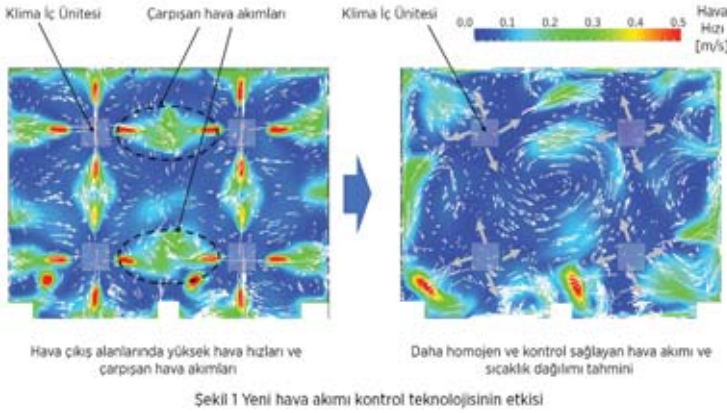 Klima İç Ünitesi
Çarpışan hava akımları
Klima İç Ünitesi
0.0 0.1 0.2 0.3 0.4 0.5
Hava
Hızı
[m/s]
Hava çıkış alanlarında yüksek hava hızları ve
çarpışan hava akımları
Daha homojen ve kontrol sağlayan hava akımı ve
sıcaklık dağılımı tahmini
Şekil 1 Yeni hava akımı kontrol teknolojisinin etkisi